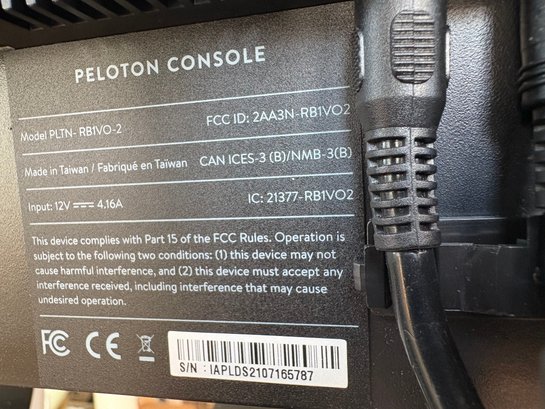 PELOTON CONSOLE
Model PLTN- RB1VO-2 FCC ID: 2AA3N-RB1VO2
Made in Taiwan / Fabriqué en Taïwan CAN ICES-3 (B)/NMB-3(B)
Input: 12V ⎓ 4.16A IC: 21377-RB1VO2
This device complies with Part 15 of the FCC Rules. Operation is
subject to the following two conditions: (1) this device may not
cause harmful interference, and (2) this device must accept any
interference received, including interference that may cause
undesired operation.
FC CE
S/N : IAPLDS2107165787